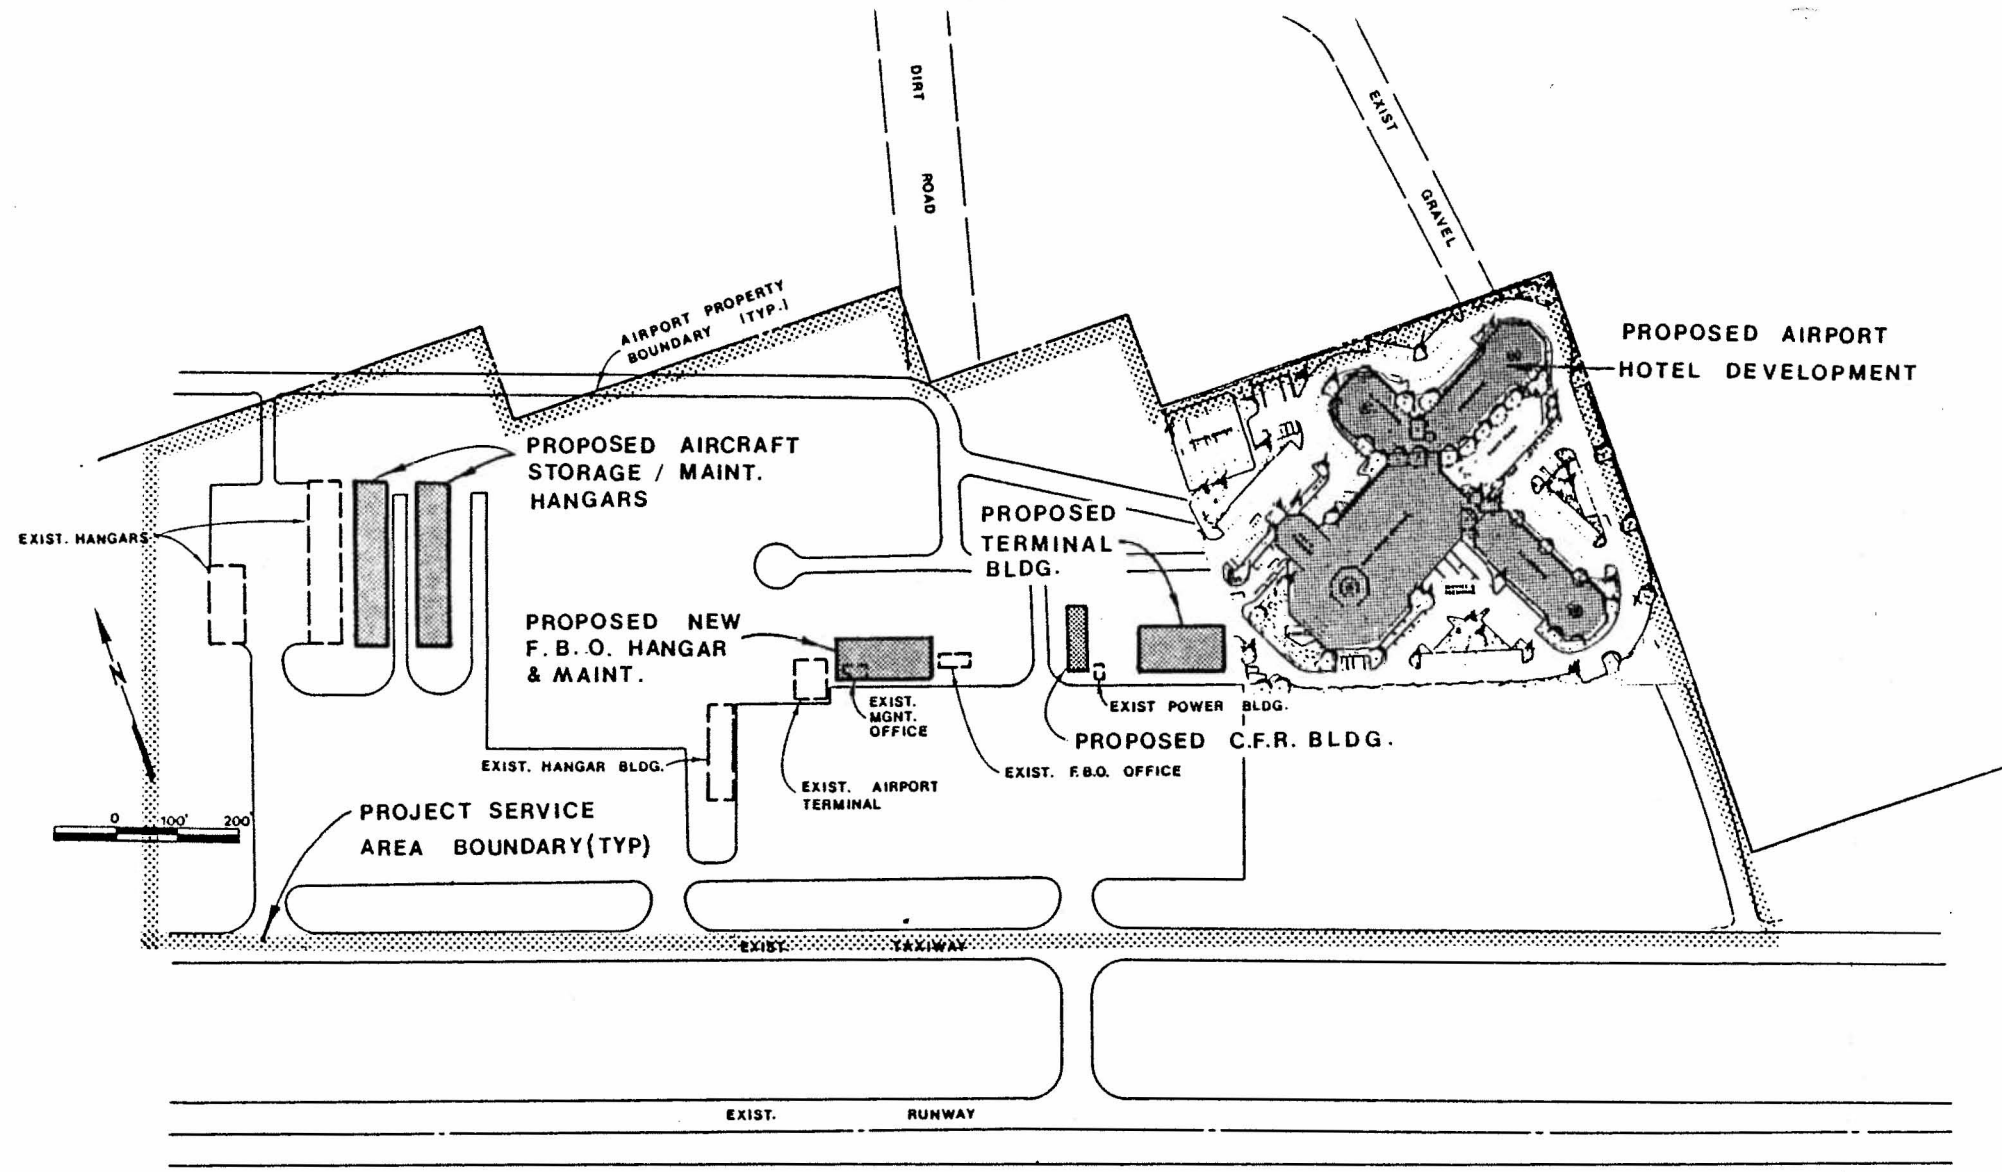 DIRT ROAD
EXIST GRAVEL
AIRPORT PROPERTY
BOUNDARY (TYP.)
PROPOSED AIRPORT
HOTEL DEVELOPMENT
PROPOSED AIRCRAFT
STORAGE / MAINT.
HANGARS
EXIST. HANGARS
PROPOSED
TERMINAL
BLDG.
PROPOSED NEW
F.B.O. HANGAR
& MAINT.
N
EXIST.
MGNT.
OFFICE
EXIST POWER BLDG.
PROPOSED C.F.R. BLDG.
EXIST. HANGAR BLDG.
EXIST. F.B.O. OFFICE
EXIST. AIRPORT
TERMINAL
0 100' 200'
PROJECT SERVICE
AREA BOUNDARY(TYP)
EXIST. TAXIWAY
EXIST. RUNWAY